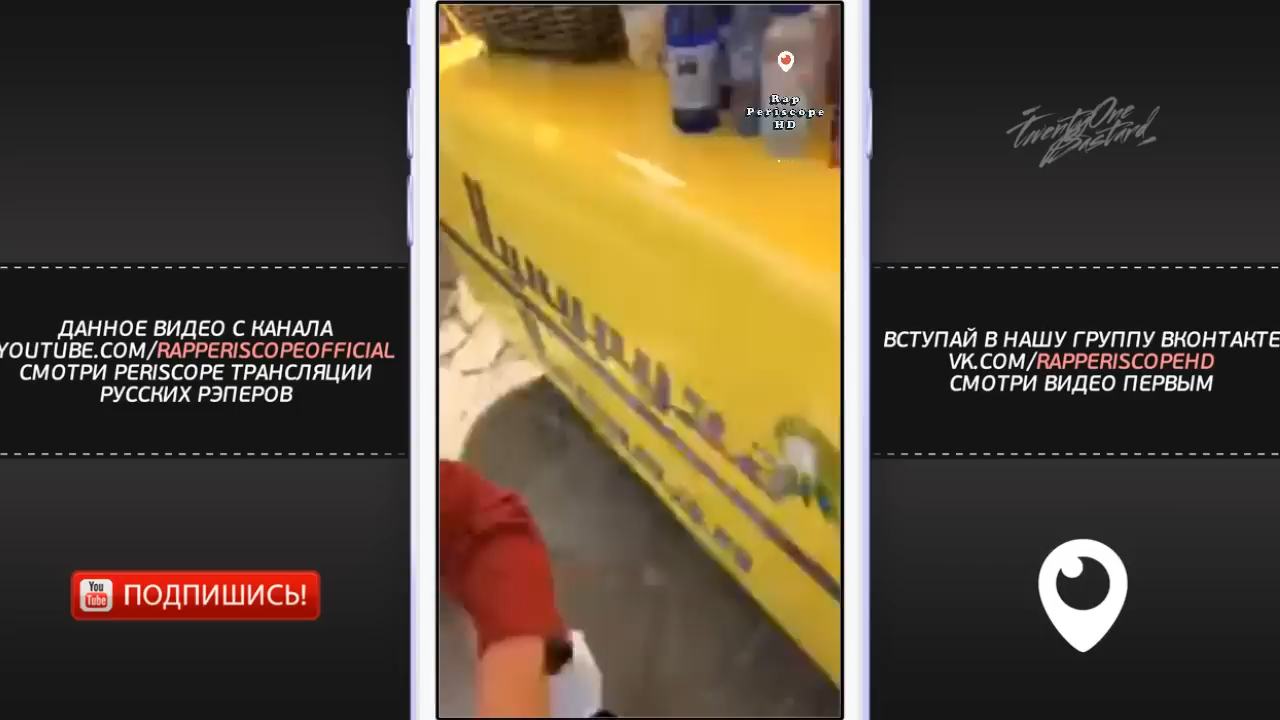 ДАННОЕ ВИДЕО С КАНАЛА
YOUTUBE.COM/RAPPERISCOPEOFFICIAL
СМОТРИ PERISCOPE ТРАНСЛЯЦИИ
РУССКИХ РЭПЕРОВ
You
Tube
ПОДПИШИСЬ!
Rap
Periscope
HD
TwentyOne
Bastard
ВСТУПАЙ В НАШУ ГРУППУ ВКОНТАКТЕ
VK.COM/RAPPERISCOPEHD
СМОТРИ ВИДЕО ПЕРВЫМ